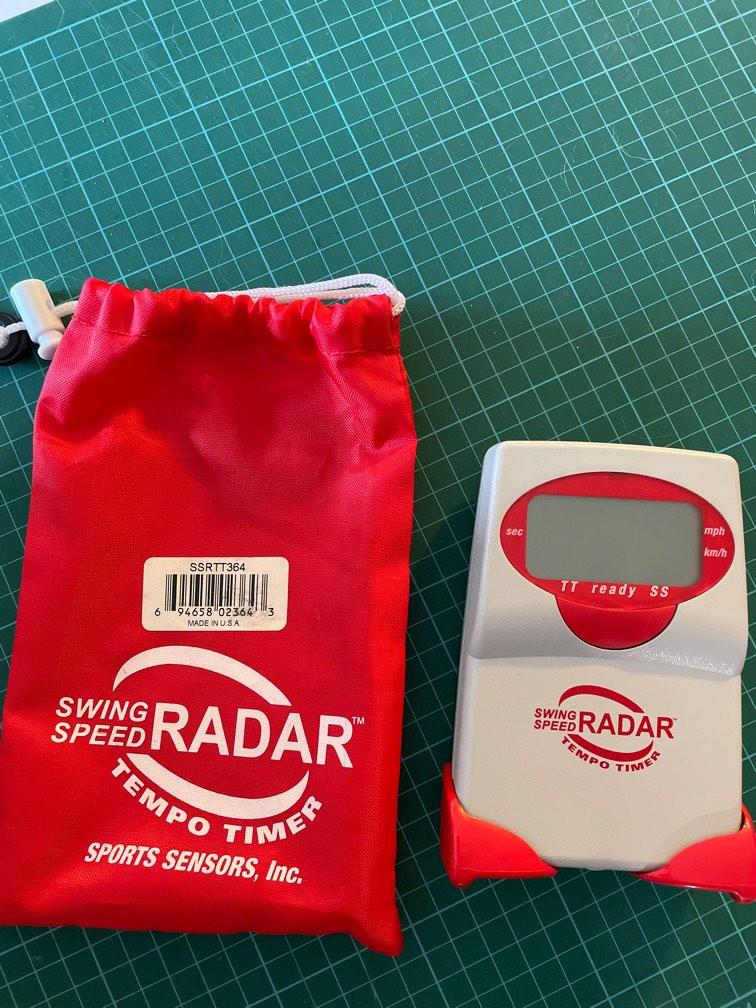 SSRTT364
6 94658 02364 3
MADE IN U.S.A.
SWING
SPEED RADAR™
TEMPO TIMER
SPORTS SENSORS, Inc.
sec
mph
km/h
TT ready SS
SWING
SPEED RADAR™
TEMPO TIMER